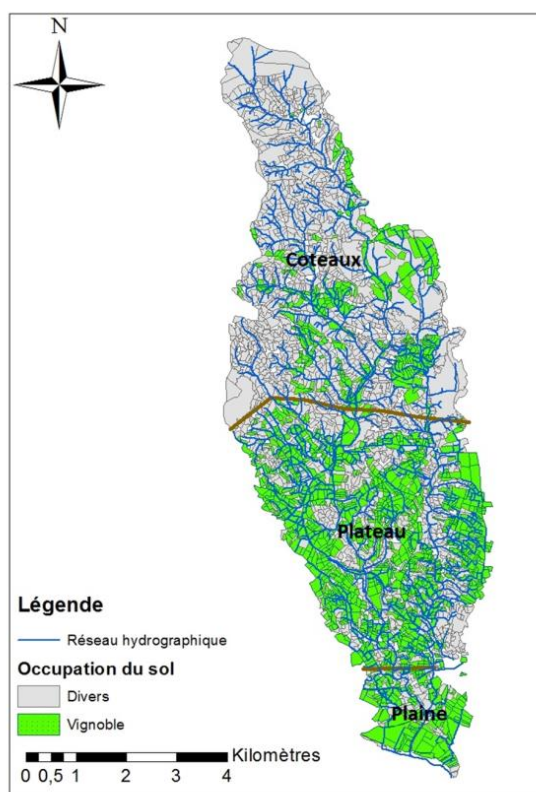 N
Coteaux
Plateau
Plaine
Légende
Réseau hydrographique
Occupation du sol
Divers
Vignoble
Kilomètres
0 0,5 1 2 3 4